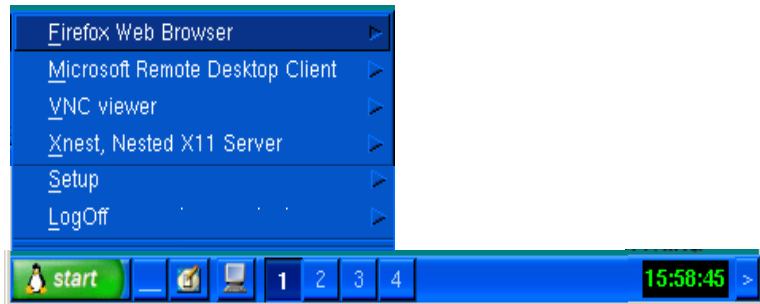 Firefox Web Browser
Microsoft Remote Desktop Client
VNC viewer
Xnest, Nested X11 Server
Setup
LogOff
start 1 2 3 4 15:58:45 >